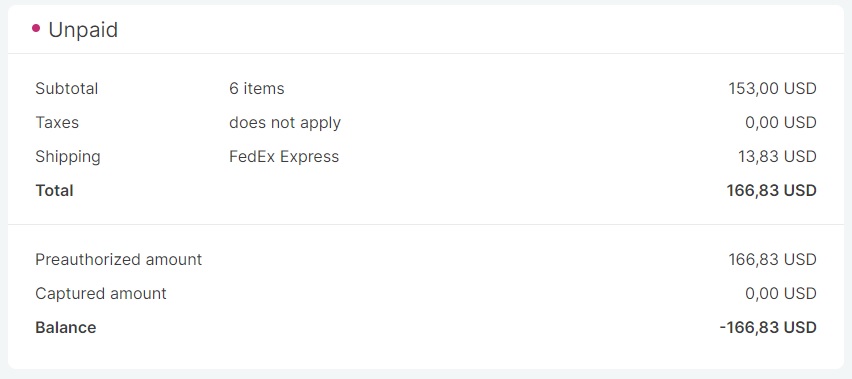 Unpaid
Subtotal 6 items 153,00 USD
Taxes does not apply 0,00 USD
Shipping FedEx Express 13,83 USD
Total 166,83 USD
Preauthorized amount 166,83 USD
Captured amount 0,00 USD
Balance -166,83 USD